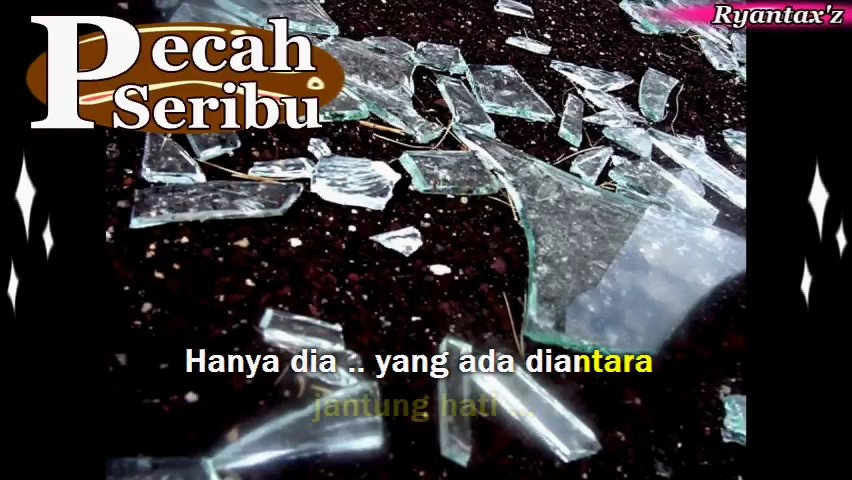 Ryantax'z
Pecah
Seribu
Hanya dia .. yang ada diantara
jantung hati ...